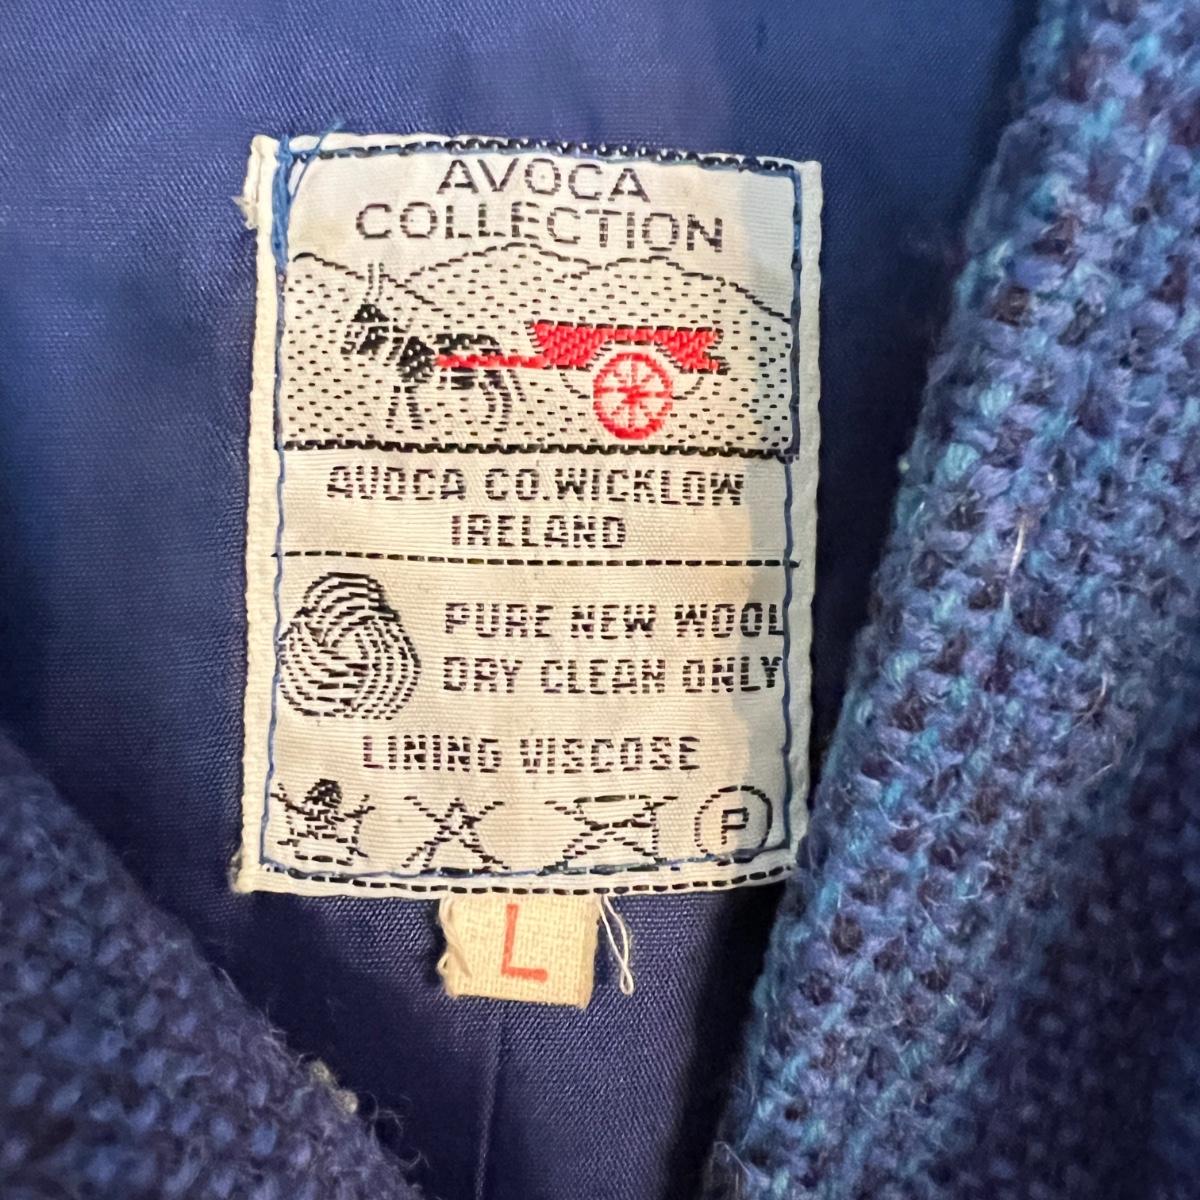 AVOCA
COLLECTION
AVOCA CO.WICKLOW
IRELAND
PURE NEW WOOL
DRY CLEAN ONLY
LINING VISCOSE
P
L